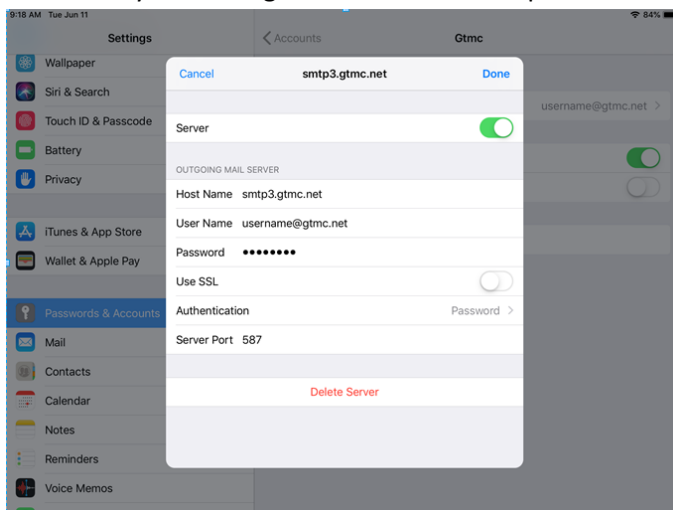 9:18 AM Tue Jun 11
84%
Settings
Accounts
Gtmc
Wallpaper
Siri & Search
Touch ID & Passcode
Battery
Privacy
iTunes & App Store
Wallet & Apple Pay
Passwords & Accounts
Mail
Contacts
Calendar
Notes
Reminders
Voice Memos
username@gtmc.net
Cancel
smtp3.gtmc.net
Done
Server
OUTGOING MAIL SERVER
Host Name smtp3.gtmc.net
User Name username@gtmc.net
Password ••••••••
Use SSL
Authentication Password
Server Port 587
Delete Server